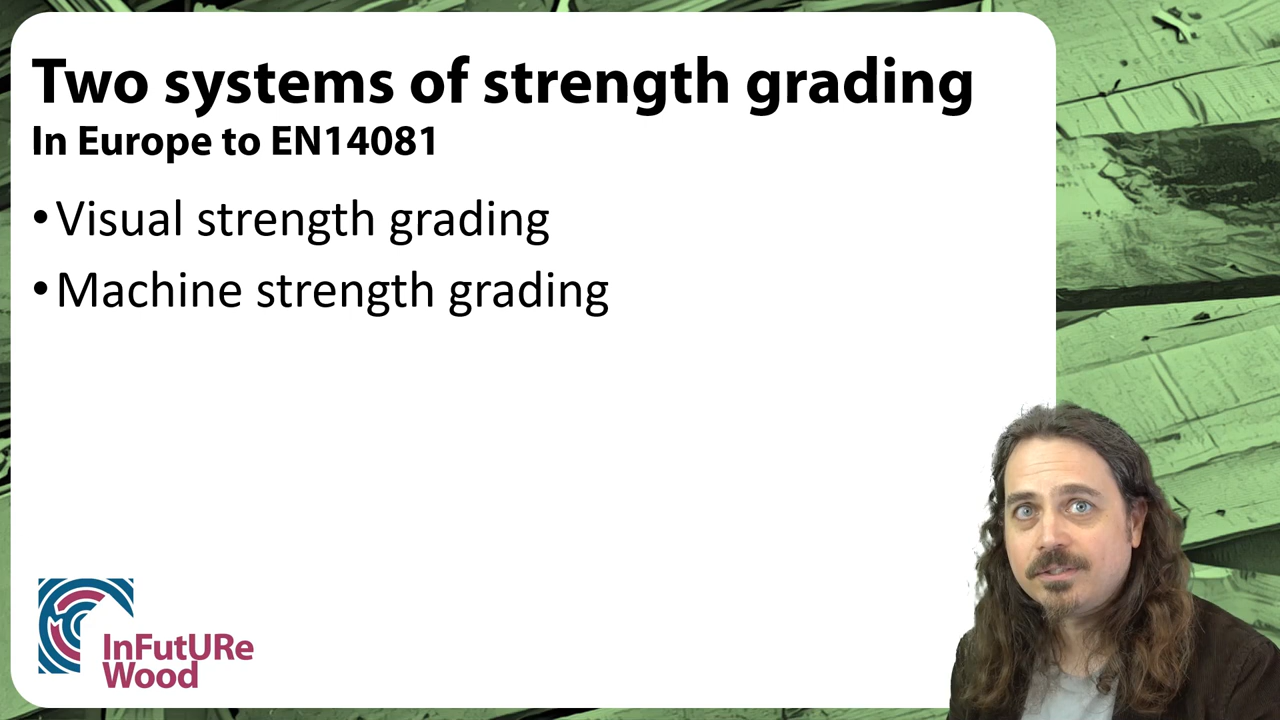 Two systems of strength grading
In Europe to EN14081
•Visual strength grading
•Machine strength grading
InFutURe
Wood